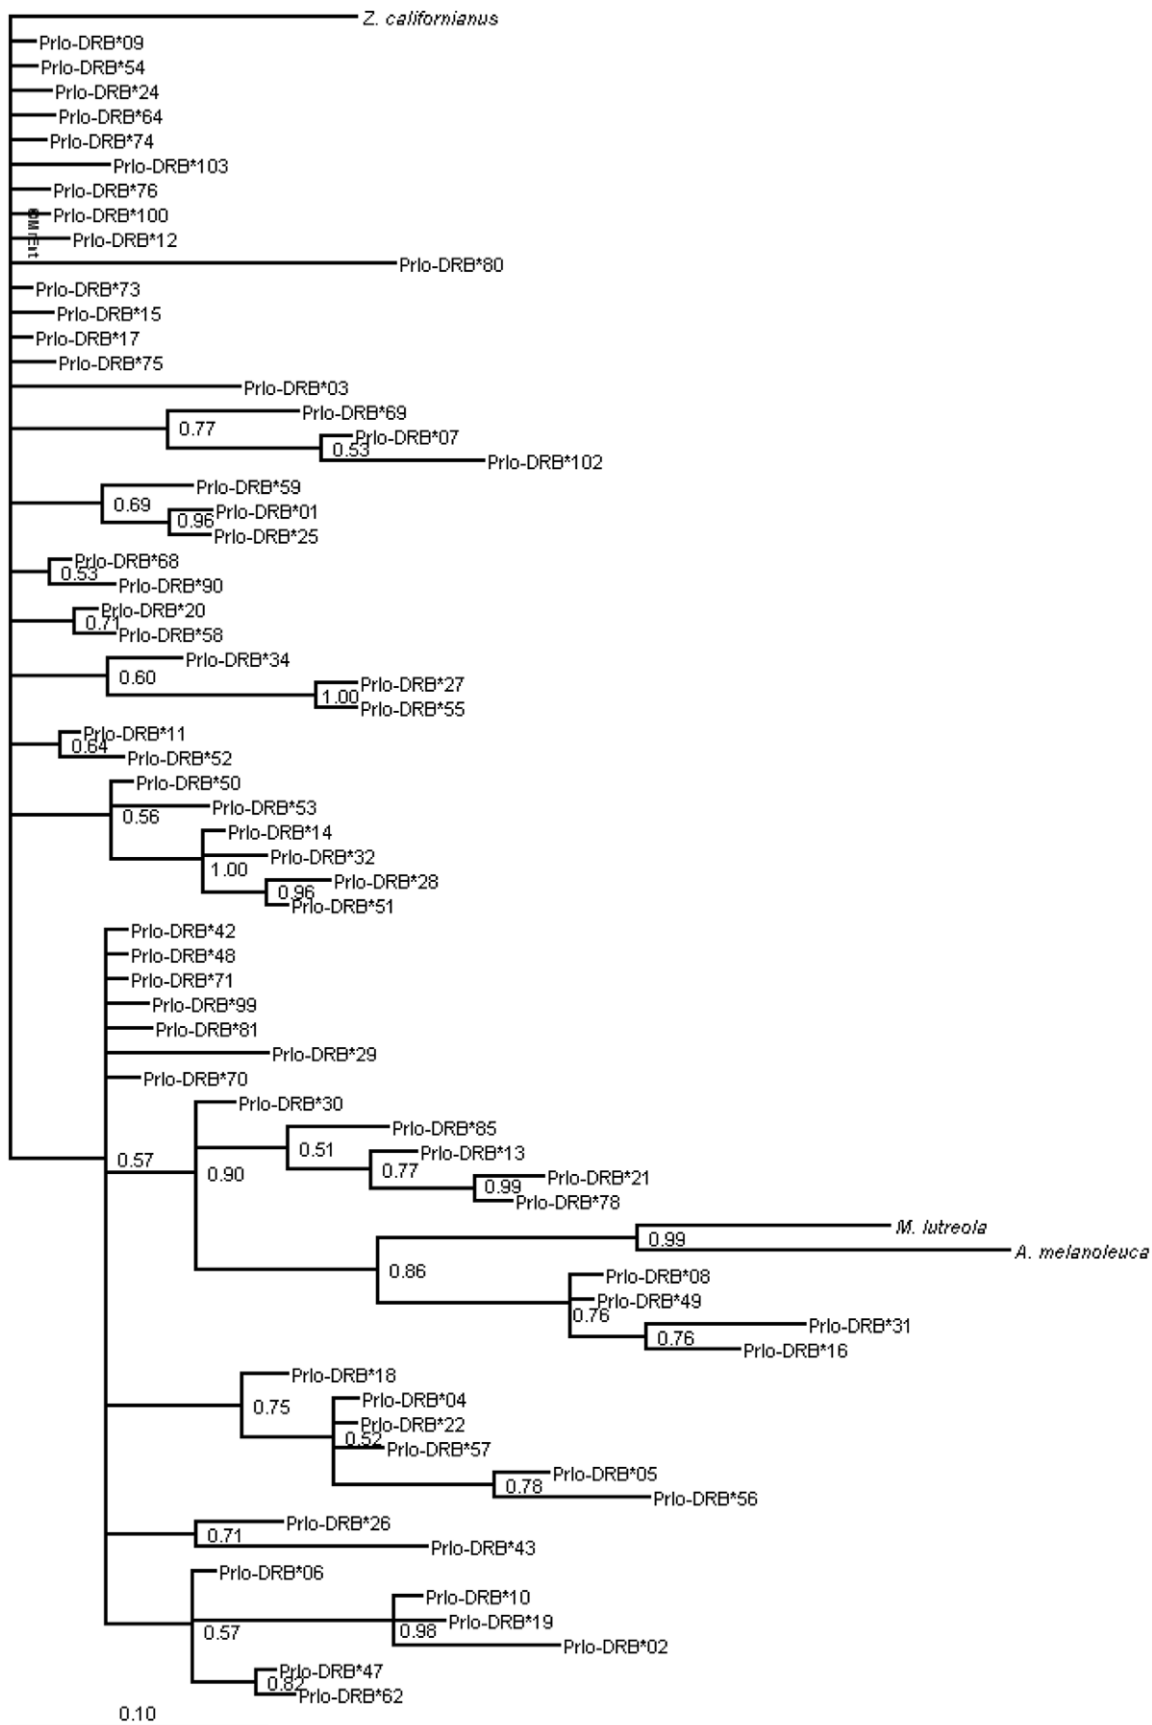 Z. californianus
Prlo-DRB*09
Prlo-DRB*54
Prlo-DRB*24
Prlo-DRB*64
Prlo-DRB*74
Prlo-DRB*103
Prlo-DRB*76
Prlo-DRB*100
Prlo-DRB*12
Prlo-DRB*80
Prlo-DRB*73
Prlo-DRB*15
Prlo-DRB*17
Prlo-DRB*75
Prlo-DRB*03
Prlo-DRB*69
0.77
Prlo-DRB*07
0.53
Prlo-DRB*102
Prlo-DRB*59
0.69
Prlo-DRB*01
0.96
Prlo-DRB*25
Prlo-DRB*68
0.53
Prlo-DRB*90
Prlo-DRB*20
0.71
Prlo-DRB*58
Prlo-DRB*34
0.60
Prlo-DRB*27
1.00
Prlo-DRB*55
Prlo-DRB*11
0.64
Prlo-DRB*52
Prlo-DRB*50
Prlo-DRB*53
0.56
Prlo-DRB*14
Prlo-DRB*32
1.00
Prlo-DRB*28
0.96
Prlo-DRB*51
Prlo-DRB*42
Prlo-DRB*48
Prlo-DRB*71
Prlo-DRB*99
Prlo-DRB*81
Prlo-DRB*29
Prlo-DRB*70
Prlo-DRB*30
Prlo-DRB*85
0.51
Prlo-DRB*13
0.57
0.77
0.90
Prlo-DRB*21
0.99
Prlo-DRB*78
M. lutreola
0.99
A. melanoleuca
0.86
Prlo-DRB*08
Prlo-DRB*49
0.76
Prlo-DRB*31
0.76
Prlo-DRB*16
Prlo-DRB*18
Prlo-DRB*04
0.75
Prlo-DRB*22
0.52
Prlo-DRB*57
Prlo-DRB*05
0.78
Prlo-DRB*56
Prlo-DRB*26
0.71
Prlo-DRB*43
Prlo-DRB*06
Prlo-DRB*10
Prlo-DRB*19
0.57
0.98
Prlo-DRB*02
Prlo-DRB*47
0.82
Prlo-DRB*62
0.10